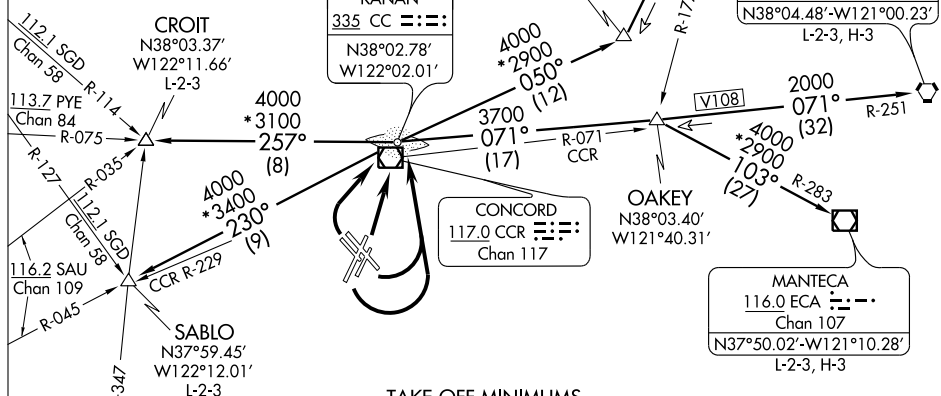 112.1 SGD
Chan 58
R-114
CROIT
N38°03.37'
W122°11.66'
L-2-3
335 CC
N38°02.78'
W122°02.01'
N38°04.48'-W121°00.23'
L-2-3, H-3
113.7 PYE
Chan 84
R-075
4000
*3100
257°
(8)
4000
*2900
050°
(12)
3700
071°
(17)
R-071
CCR
V108
2000
071°
(32)
R-251
R-127
R-035
112.1 SGD
Chan 58
4000
*3400
230°
(9)
CCR R-229
CONCORD
117.0 CCR
Chan 117
OAKEY
N38°03.40'
W121°40.31'
4000
*2900
103°
(27)
R-283
116.2 SAU
Chan 109
R-045
SABLO
N37°59.45'
W122°12.01'
L-2-3
MANTECA
116.0 ECA
Chan 107
N37°50.02'-W121°10.28'
L-2-3, H-3
TAKE-OFF MINIMUMS